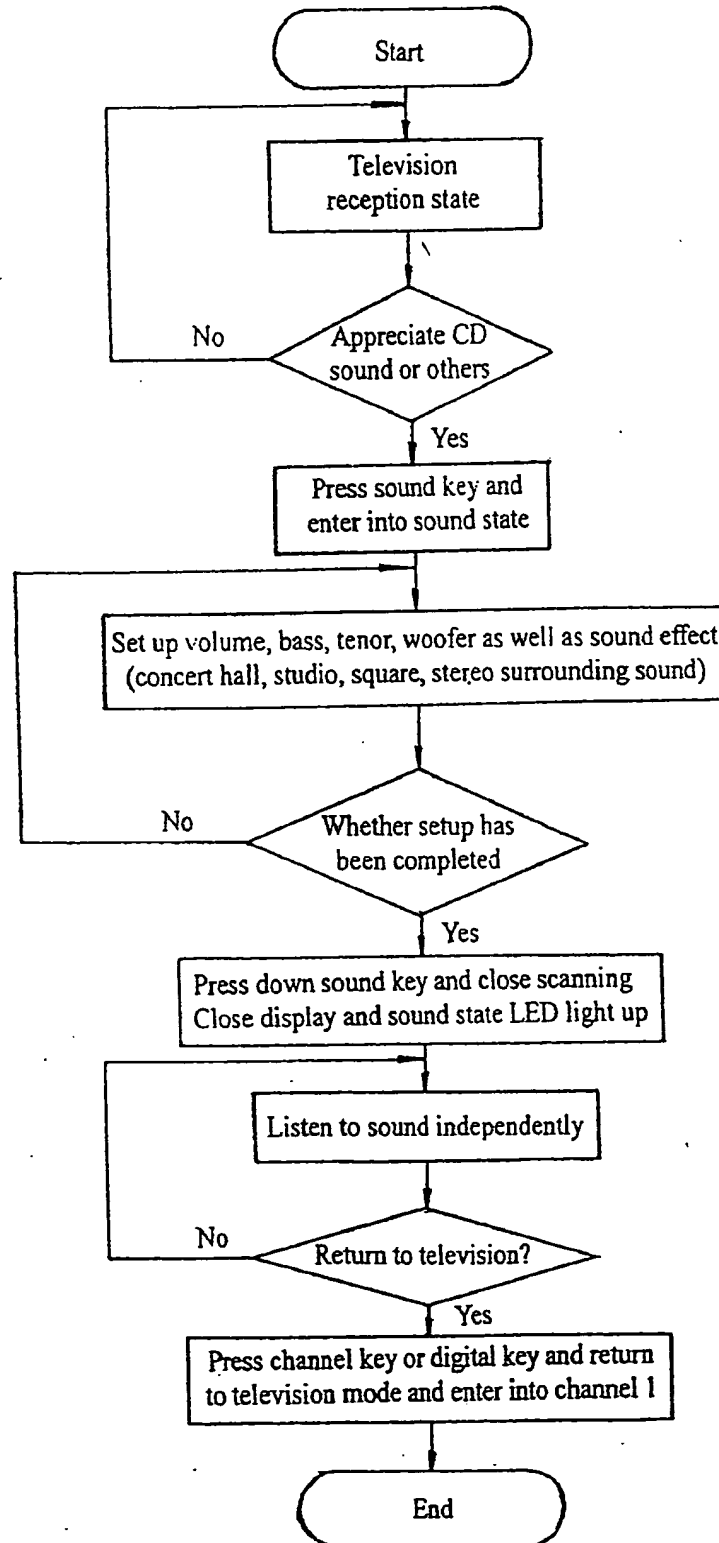 Start
Television
reception state
No
Appreciate CD
sound or others
Yes
Press sound key and
enter into sound state
Set up volume, bass, tenor, woofer as well as sound effect
(concert hall, studio, square, stereo surrounding sound)
No
Whether setup has
been completed
Yes
Press down sound key and close scanning
Close display and sound state LED light up
Listen to sound independently
No
Return to television?
Yes
Press channel key or digital key and return
to television mode and enter into channel 1
End